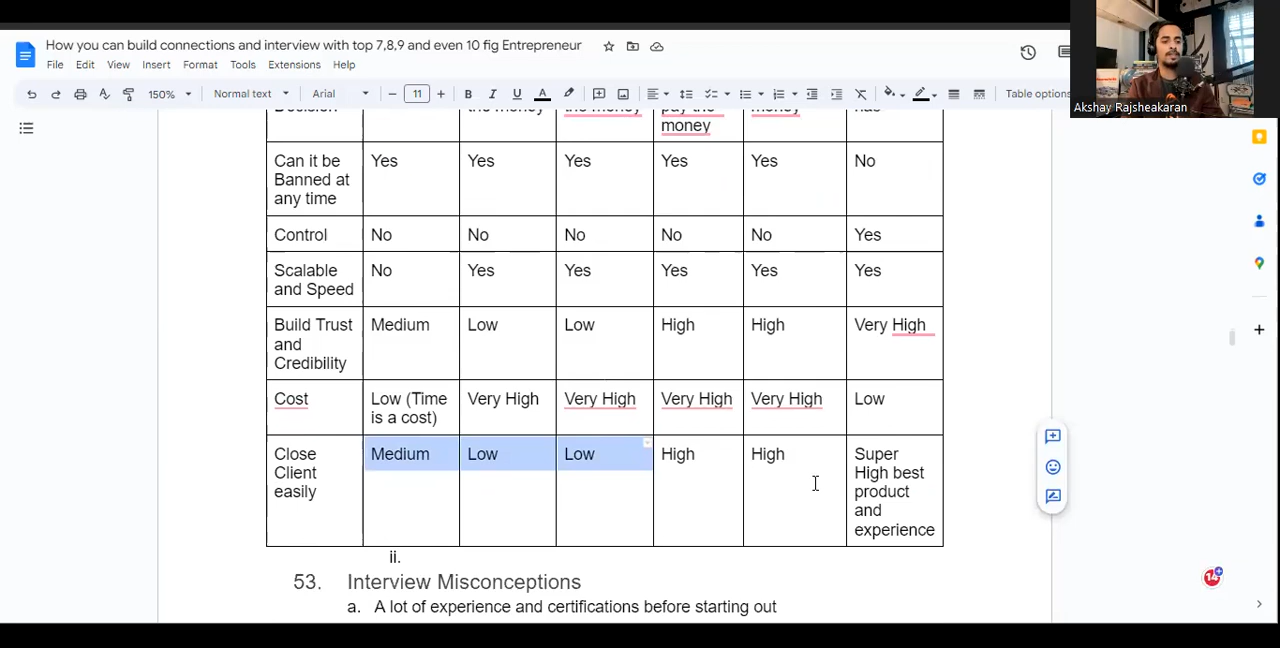 How you can build connections and interview with top 7,8,9 and even 10 fig Entrepreneur
File Edit View Insert Format Tools Extensions Help
150% Normal text Arial 11 Table options
Akshay Rajsheakaran
pay the
money
Can it be
Banned at
any time
Yes
Yes
Yes
Yes
Yes
No
Control
No
No
No
No
No
Yes
Scalable
and Speed
No
Yes
Yes
Yes
Yes
Yes
Build Trust
and
Credibility
Medium
Low
Low
High
High
Very High
Cost
Low (Time
is a cost)
Very High
Very High
Very High
Very High
Low
Close
Client
easily
Medium
Low
Low
High
High
Super
High best
product
and
experience
ii.
53. Interview Misconceptions
a. A lot of experience and certifications before starting out
14